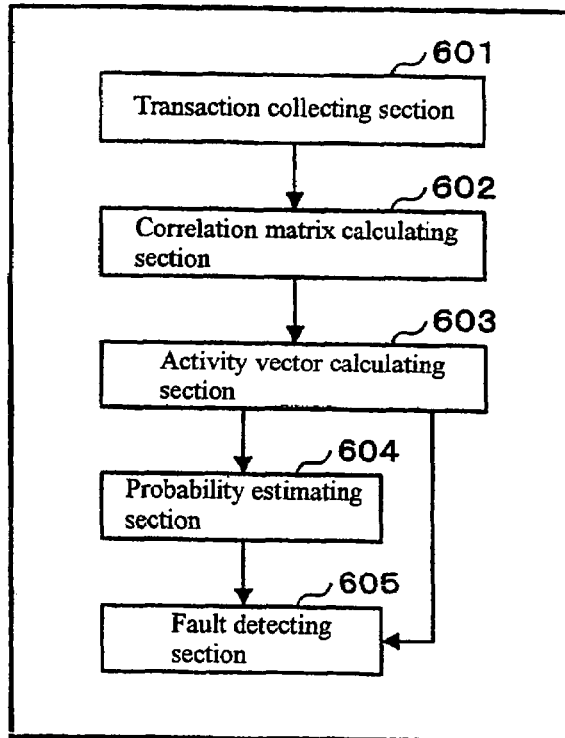 601
Transaction collecting section
602
Correlation matrix calculating
section
603
Activity vector calculating
section
604
Probability estimating
section
605
Fault detecting
section